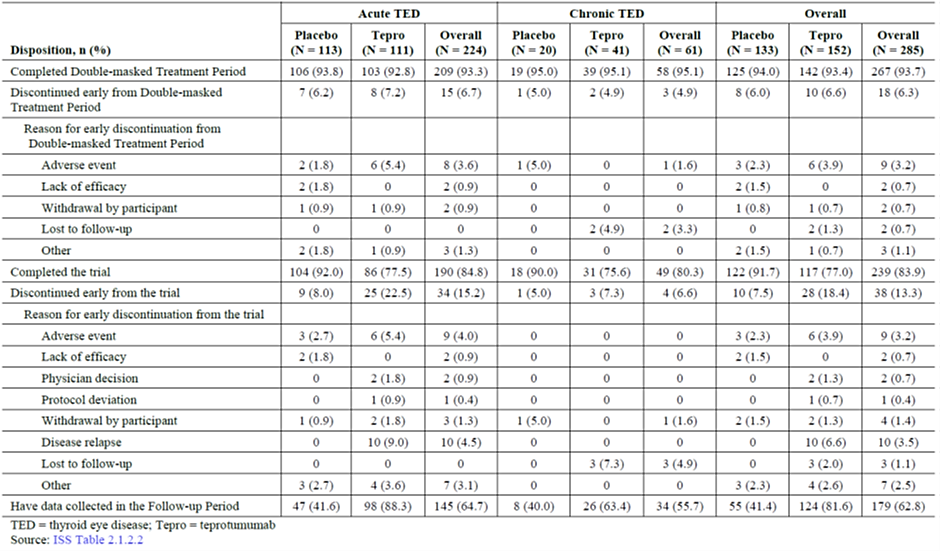 Acute TED Chronic TED Overall
Disposition, n (%) Placebo (N = 113) Tepro (N = 111) Overall (N = 224) Placebo (N = 20) Tepro (N = 41) Overall (N = 61) Placebo (N = 133) Tepro (N = 152) Overall (N = 285)
Completed Double-masked Treatment Period 106 (93.8) 103 (92.8) 209 (93.3) 19 (95.0) 39 (95.1) 58 (95.1) 125 (94.0) 142 (93.4) 267 (93.7)
Discontinued early from Double-masked Treatment Period 7 (6.2) 8 (7.2) 15 (6.7) 1 (5.0) 2 (4.9) 3 (4.9) 8 (6.0) 10 (6.6) 18 (6.3)
Reason for early discontinuation from Double-masked Treatment Period
Adverse event 2 (1.8) 6 (5.4) 8 (3.6) 1 (5.0) 0 1 (1.6) 3 (2.3) 6 (3.9) 9 (3.2)
Lack of efficacy 2 (1.8) 0 2 (0.9) 0 0 0 2 (1.5) 0 2 (0.7)
Withdrawal by participant 1 (0.9) 1 (0.9) 2 (0.9) 0 0 0 1 (0.8) 1 (0.7) 2 (0.7)
Lost to follow-up 0 0 0 0 2 (4.9) 2 (3.3) 0 2 (1.3) 2 (0.7)
Other 2 (1.8) 1 (0.9) 3 (1.3) 0 0 0 2 (1.5) 1 (0.7) 3 (1.1)
Completed the trial 104 (92.0) 86 (77.5) 190 (84.8) 18 (90.0) 31 (75.6) 49 (80.3) 122 (91.7) 117 (77.0) 239 (83.9)
Discontinued early from the trial 9 (8.0) 25 (22.5) 34 (15.2) 1 (5.0) 3 (7.3) 4 (6.6) 10 (7.5) 28 (18.4) 38 (13.3)
Reason for early discontinuation from the trial
Adverse event 3 (2.7) 6 (5.4) 9 (4.0) 0 0 0 3 (2.3) 6 (3.9) 9 (3.2)
Lack of efficacy 2 (1.8) 0 2 (0.9) 0 0 0 2 (1.5) 0 2 (0.7)
Physician decision 0 2 (1.8) 2 (0.9) 0 0 0 0 2 (1.3) 2 (0.7)
Protocol deviation 0 1 (0.9) 1 (0.4) 0 0 0 0 1 (0.7) 1 (0.4)
Withdrawal by participant 1 (0.9) 2 (1.8) 3 (1.3) 1 (5.0) 0 1 (1.6) 2 (1.5) 2 (1.3) 4 (1.4)
Disease relapse 0 10 (9.0) 10 (4.5) 0 0 0 0 10 (6.6) 10 (3.5)
Lost to follow-up 0 0 0 0 3 (7.3) 3 (4.9) 0 3 (2.0) 3 (1.1)
Other 3 (2.7) 4 (3.6) 7 (3.1) 0 0 0 3 (2.3) 4 (2.6) 7 (2.5)
Have data collected in the Follow-up Period 47 (41.6) 98 (88.3) 145 (64.7) 8 (40.0) 26 (63.4) 34 (55.7) 55 (41.4) 124 (81.6) 179 (62.8)
TED = thyroid eye disease; Tepro = teprotumumab
Source: ISS Table 2.1.2.2